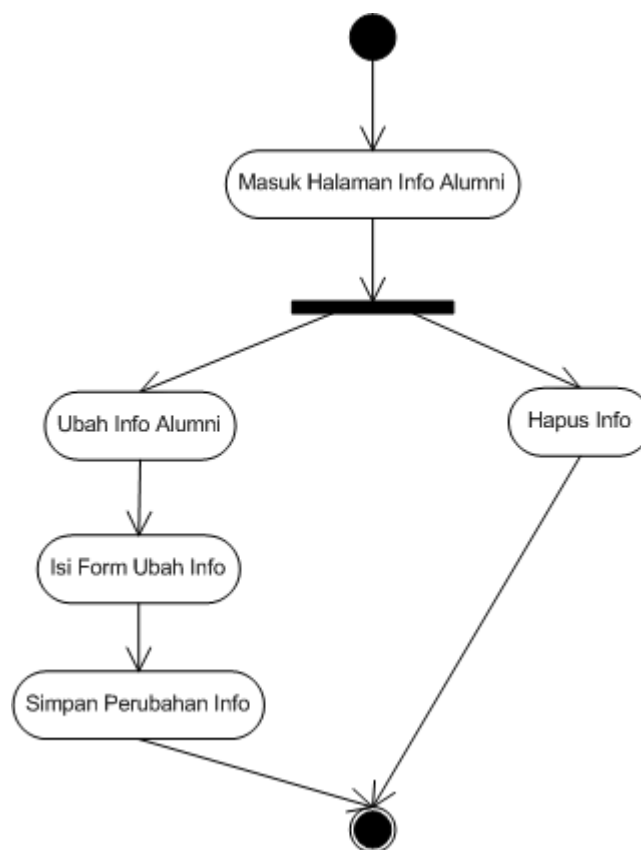 Masuk Halaman Info Alumni
Ubah Info Alumni
Hapus Info
Isi Form Ubah Info
Simpan Perubahan Info